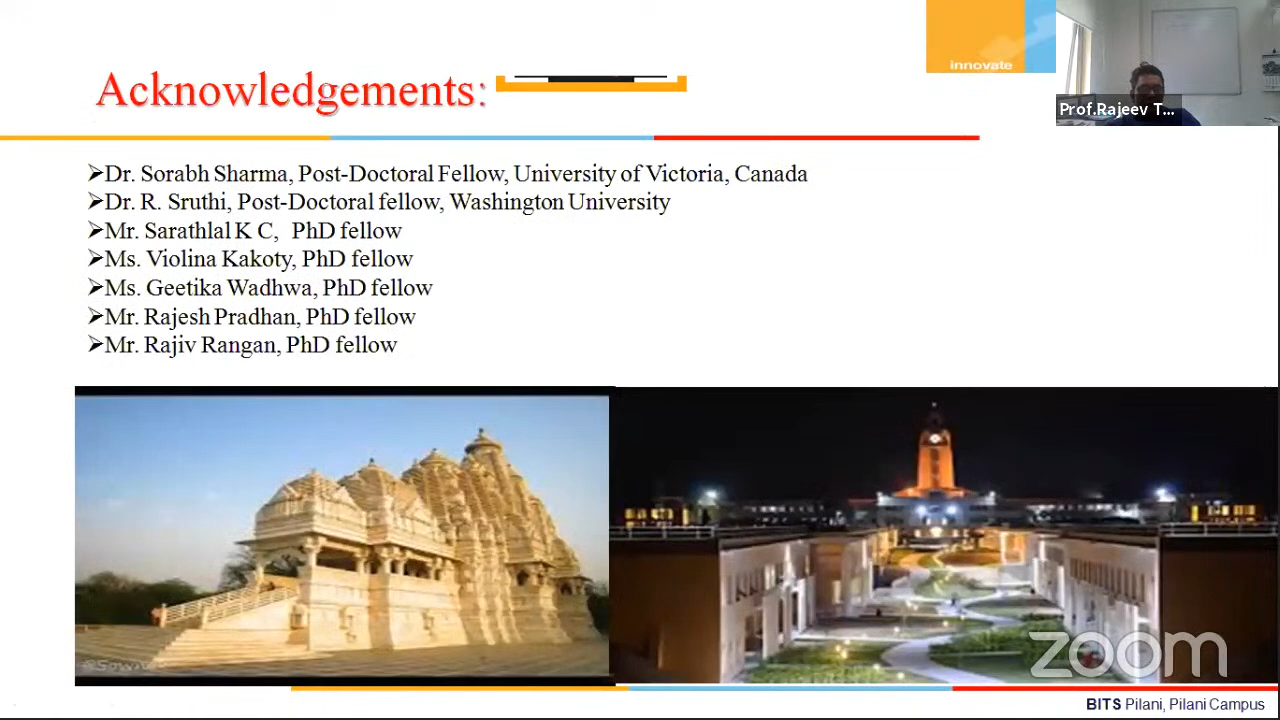 innovate
Acknowledgements:
Prof.Rajeev T...
➢Dr. Sorabh Sharma, Post-Doctoral Fellow, University of Victoria, Canada
➢Dr. R. Sruthi, Post-Doctoral fellow, Washington University
➢Mr. Sarathlal K C, PhD fellow
➢Ms. Violina Kakoty, PhD fellow
➢Ms. Geetika Wadhwa, PhD fellow
➢Mr. Rajesh Pradhan, PhD fellow
➢Mr. Rajiv Rangan, PhD fellow
zoom
BITS Pilani, Pilani Campus